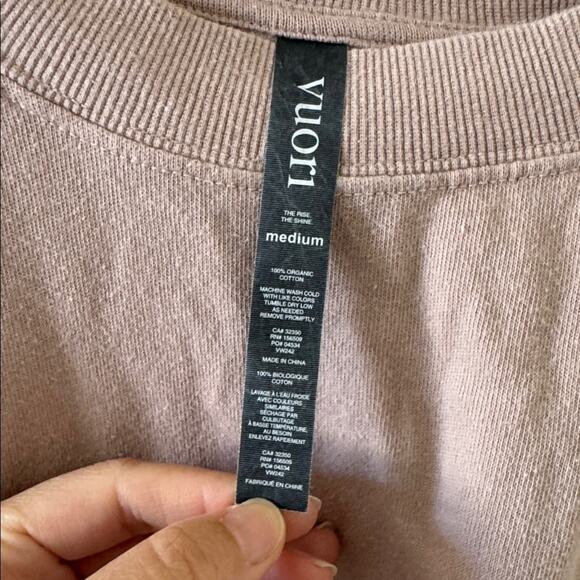 vuori
THE RISE.
THE SHINE.
medium
100% ORGANIC
COTTON
MACHINE WASH COLD
WITH LIKE COLORS
TUMBLE DRY LOW
AS NEEDED
REMOVE PROMPTLY
CA# 32350
RN# 156509
PO# 04534
VW242
MADE IN CHINA
100% BIOLOGIQUE
COTON
LAVAGE À L'EAU FROIDE
AVEC COULEURS
SIMILAIRES
SÉCHAGE PAR
CULBUTAGE
À BASSE TEMPÉRATURE,
AU BESOIN
ENLEVEZ RAPIDEMENT
CA# 32350
RN# 156509
PO# 04534
VW242
FABRIQUÉ EN CHINE